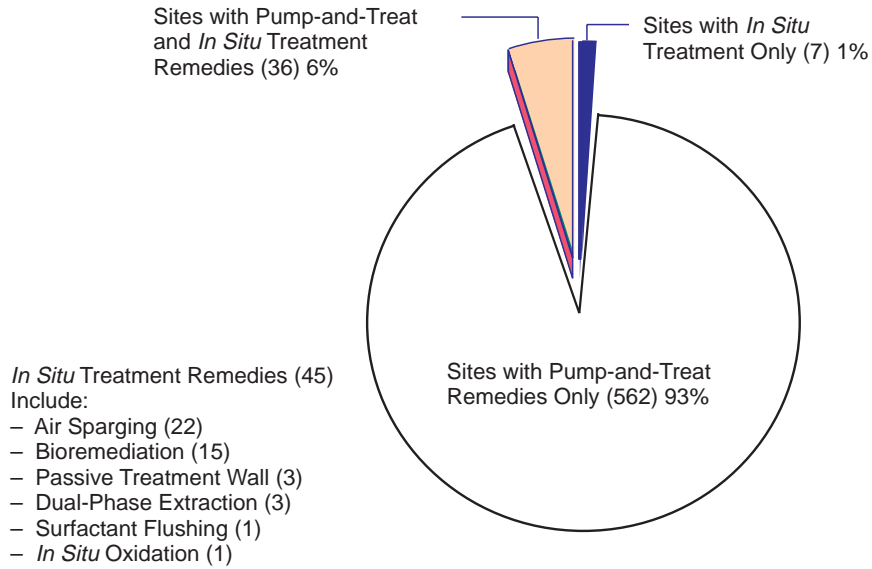 Sites with Pump-and-Treat
and In Situ Treatment
Remedies (36) 6%
Sites with In Situ
Treatment Only (7) 1%
Sites with Pump-and-Treat
Remedies Only (562) 93%
In Situ Treatment Remedies (45)
Include:
– Air Sparging (22)
– Bioremediation (15)
– Passive Treatment Wall (3)
– Dual-Phase Extraction (3)
– Surfactant Flushing (1)
– In Situ Oxidation (1)